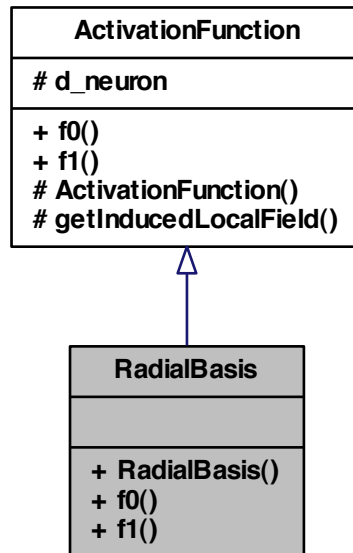 ActivationFunction
# d_neuron
+ f0()
+ f1()
# ActivationFunction()
# getInducedLocalField()
RadialBasis
+ RadialBasis()
+ f0()
+ f1()